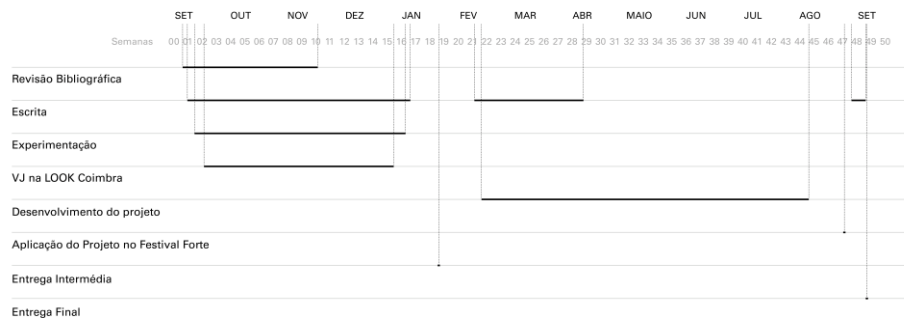 SET OUT NOV DEZ JAN FEV MAR ABR MAIO JUN JUL AGO SET
Semanas 00 01 02 03 04 05 06 07 08 09 10 11 12 13 14 15 16 17 18 19 20 21 22 23 24 25 26 27 28 29 30 31 32 33 34 35 36 37 38 39 40 41 42 43 44 45 46 47 48 49 50
Revisão Bibliográfica
Escrita
Experimentação
VJ na LOOK Coimbra
Desenvolvimento do projeto
Aplicação do Projeto no Festival Forte
Entrega Intermédia
Entrega Final